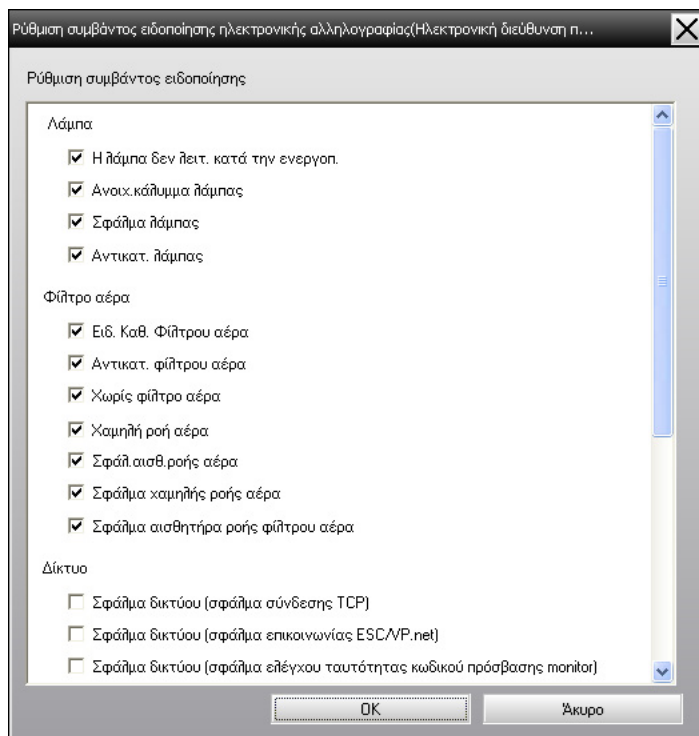 Ρύθμιση συμβάντος ειδοποίησης ηλεκτρονικής αλληλογραφίας(Ηλεκτρονική διεύθυνση π...
Ρύθμιση συμβάντος ειδοποίησης
Λάμπα
Η λάμπα δεν λειτ. κατά την ενεργοπ.
Ανοιχ.κάλυμμα λάμπας
Σφάλμα λάμπας
Αντικατ. λάμπας
Φίλτρο αέρα
Ειδ. Καθ. Φίλτρου αέρα
Αντικατ. φίλτρου αέρα
Χωρίς φίλτρο αέρα
Χαμηλή ροή αέρα
Σφάλ.αισθ.ροής αέρα
Σφάλμα χαμηλής ροής αέρα
Σφάλμα αισθητήρα ροής φίλτρου αέρα
Δίκτυο
Σφάλμα δικτύου (σφάλμα σύνδεσης TCP)
Σφάλμα δικτύου (σφάλμα επικοινωνίας ESC/VP.net)
Σφάλμα δικτύου (σφάλμα ελέγχου ταυτότητας κωδικού πρόσβασης monitor)
OK
Άκυρο